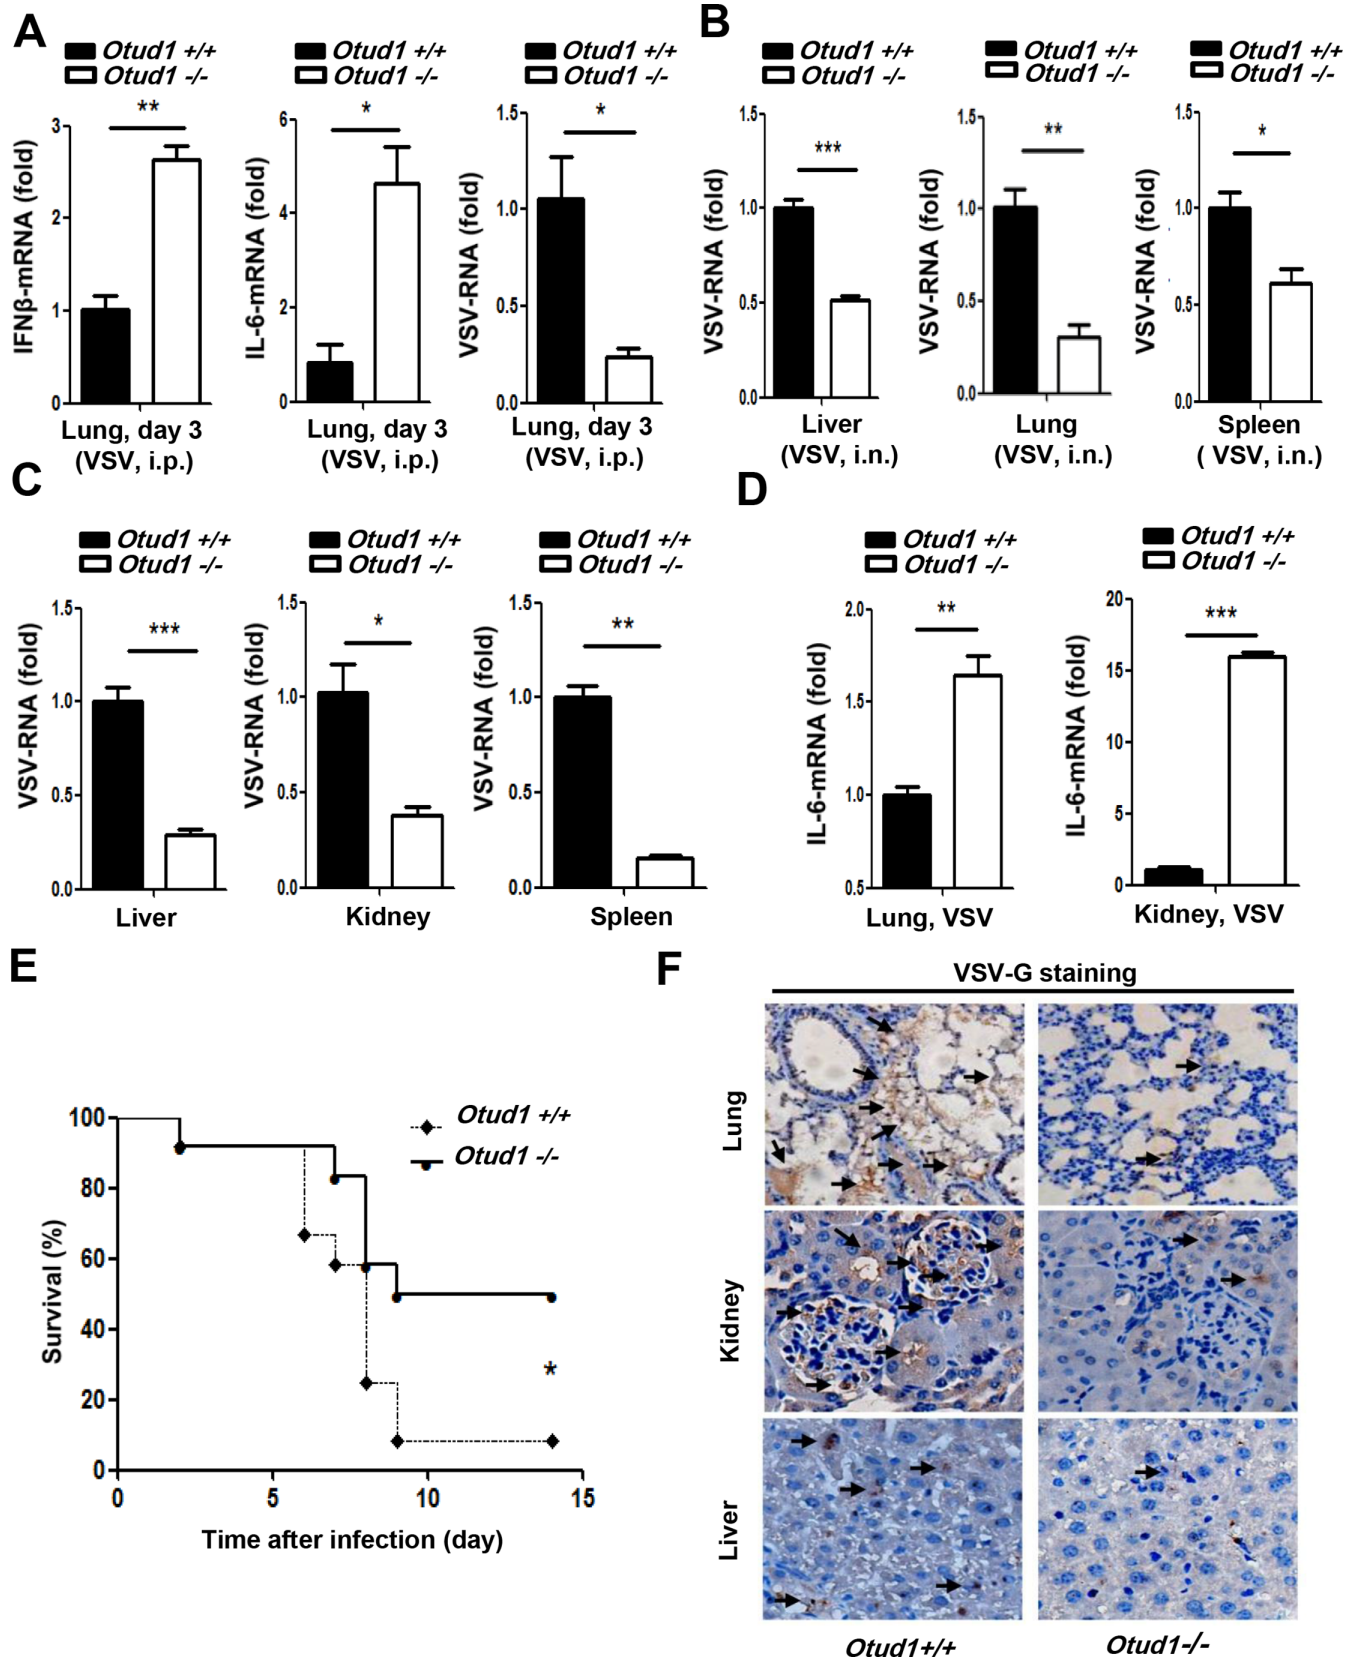 A
Otud1 +/+
Otud1 -/-
**
IFNβ-mRNA (fold)
3
2
1
0
Lung, day 3
(VSV, i.p.)
Otud1 +/+
Otud1 -/-
*
IL-6-mRNA (fold)
6
4
2
0
Lung, day 3
(VSV, i.p.)
Otud1 +/+
Otud1 -/-
*
VSV-RNA (fold)
1.5
1.0
0.5
0.0
Lung, day 3
(VSV, i.p.)
B
Otud1 +/+
Otud1 -/-
***
VSV-RNA (fold)
1.5
1.0
0.5
0.0
Liver
(VSV, i.n.)
Otud1 +/+
Otud1 -/-
**
VSV-RNA (fold)
1.5
1.0
0.5
0.0
Lung
(VSV, i.n.)
Otud1 +/+
Otud1 -/-
*
VSV-RNA (fold)
1.5
1.0
0.5
0.0
Spleen
( VSV, i.n.)
C
Otud1 +/+
Otud1 -/-
***
VSV-RNA (fold)
1.5
1.0
0.5
0.0
Liver
Otud1 +/+
Otud1 -/-
*
VSV-RNA (fold)
1.5
1.0
0.5
0.0
Kidney
Otud1 +/+
Otud1 -/-
**
VSV-RNA (fold)
1.5
1.0
0.5
0.0
Spleen
D
Otud1 +/+
Otud1 -/-
**
IL-6-mRNA (fold)
2.0
1.5
1.0
0.5
Lung, VSV
Otud1 +/+
Otud1 -/-
***
IL-6-mRNA (fold)
20
15
10
5
0
Kidney, VSV
E
Otud1 +/+
Otud1 -/-
Survival (%)
100
80
60
40
20
0
*
0
5
10
15
Time after infection (day)
F
VSV-G staining
Lung
Kidney
Liver
Otud1+/+
Otud1-/-